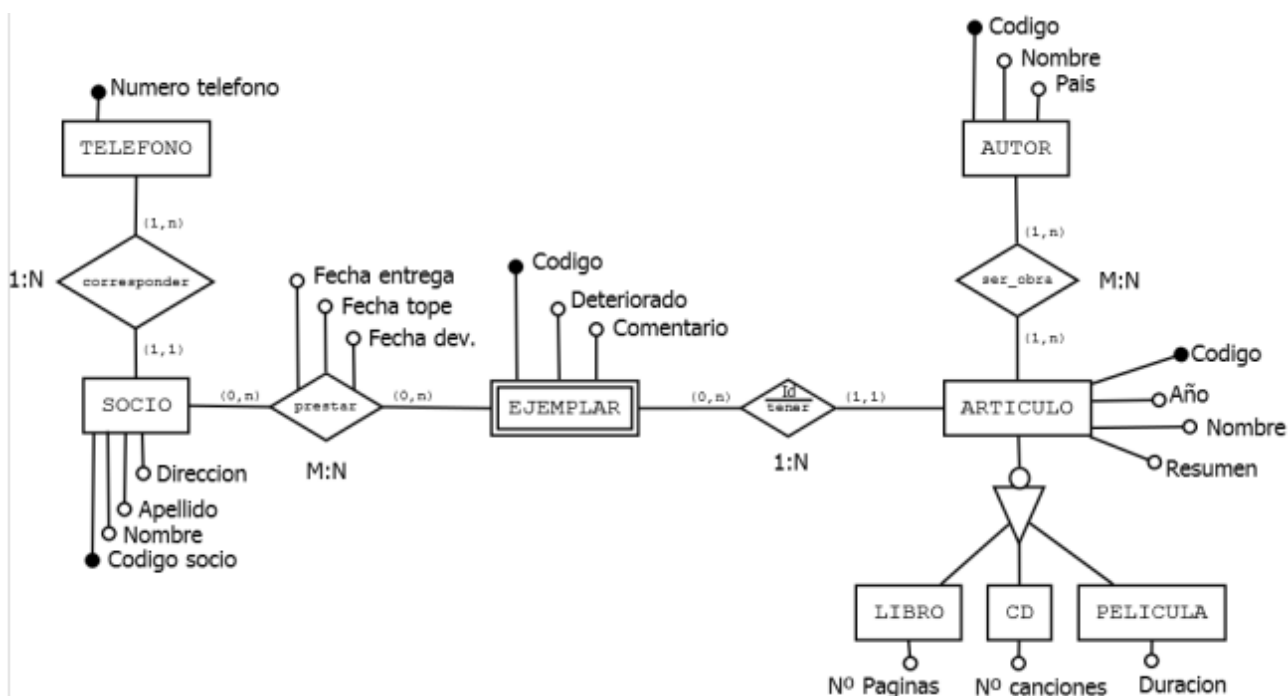 Codigo
Nombre
Pais
Numero telefono
TELEFONO
AUTOR
(1,n)
(1,n)
1:N
corresponder
Fecha entrega
Fecha tope
Fecha dev.
Codigo
Deteriorado
Comentario
ser_obra
M:N
(1,1)
(1,n)
Codigo
Año
Nombre
Resumen
SOCIO
(0,n)
prestar
(0,n)
EJEMPLAR
(0,n)
Id
tener
(1,1)
ARTICULO
M:N
1:N
Direccion
Apellido
Nombre
Codigo socio
LIBRO
CD
PELICULA
Nº Paginas
Nº canciones
Duracion